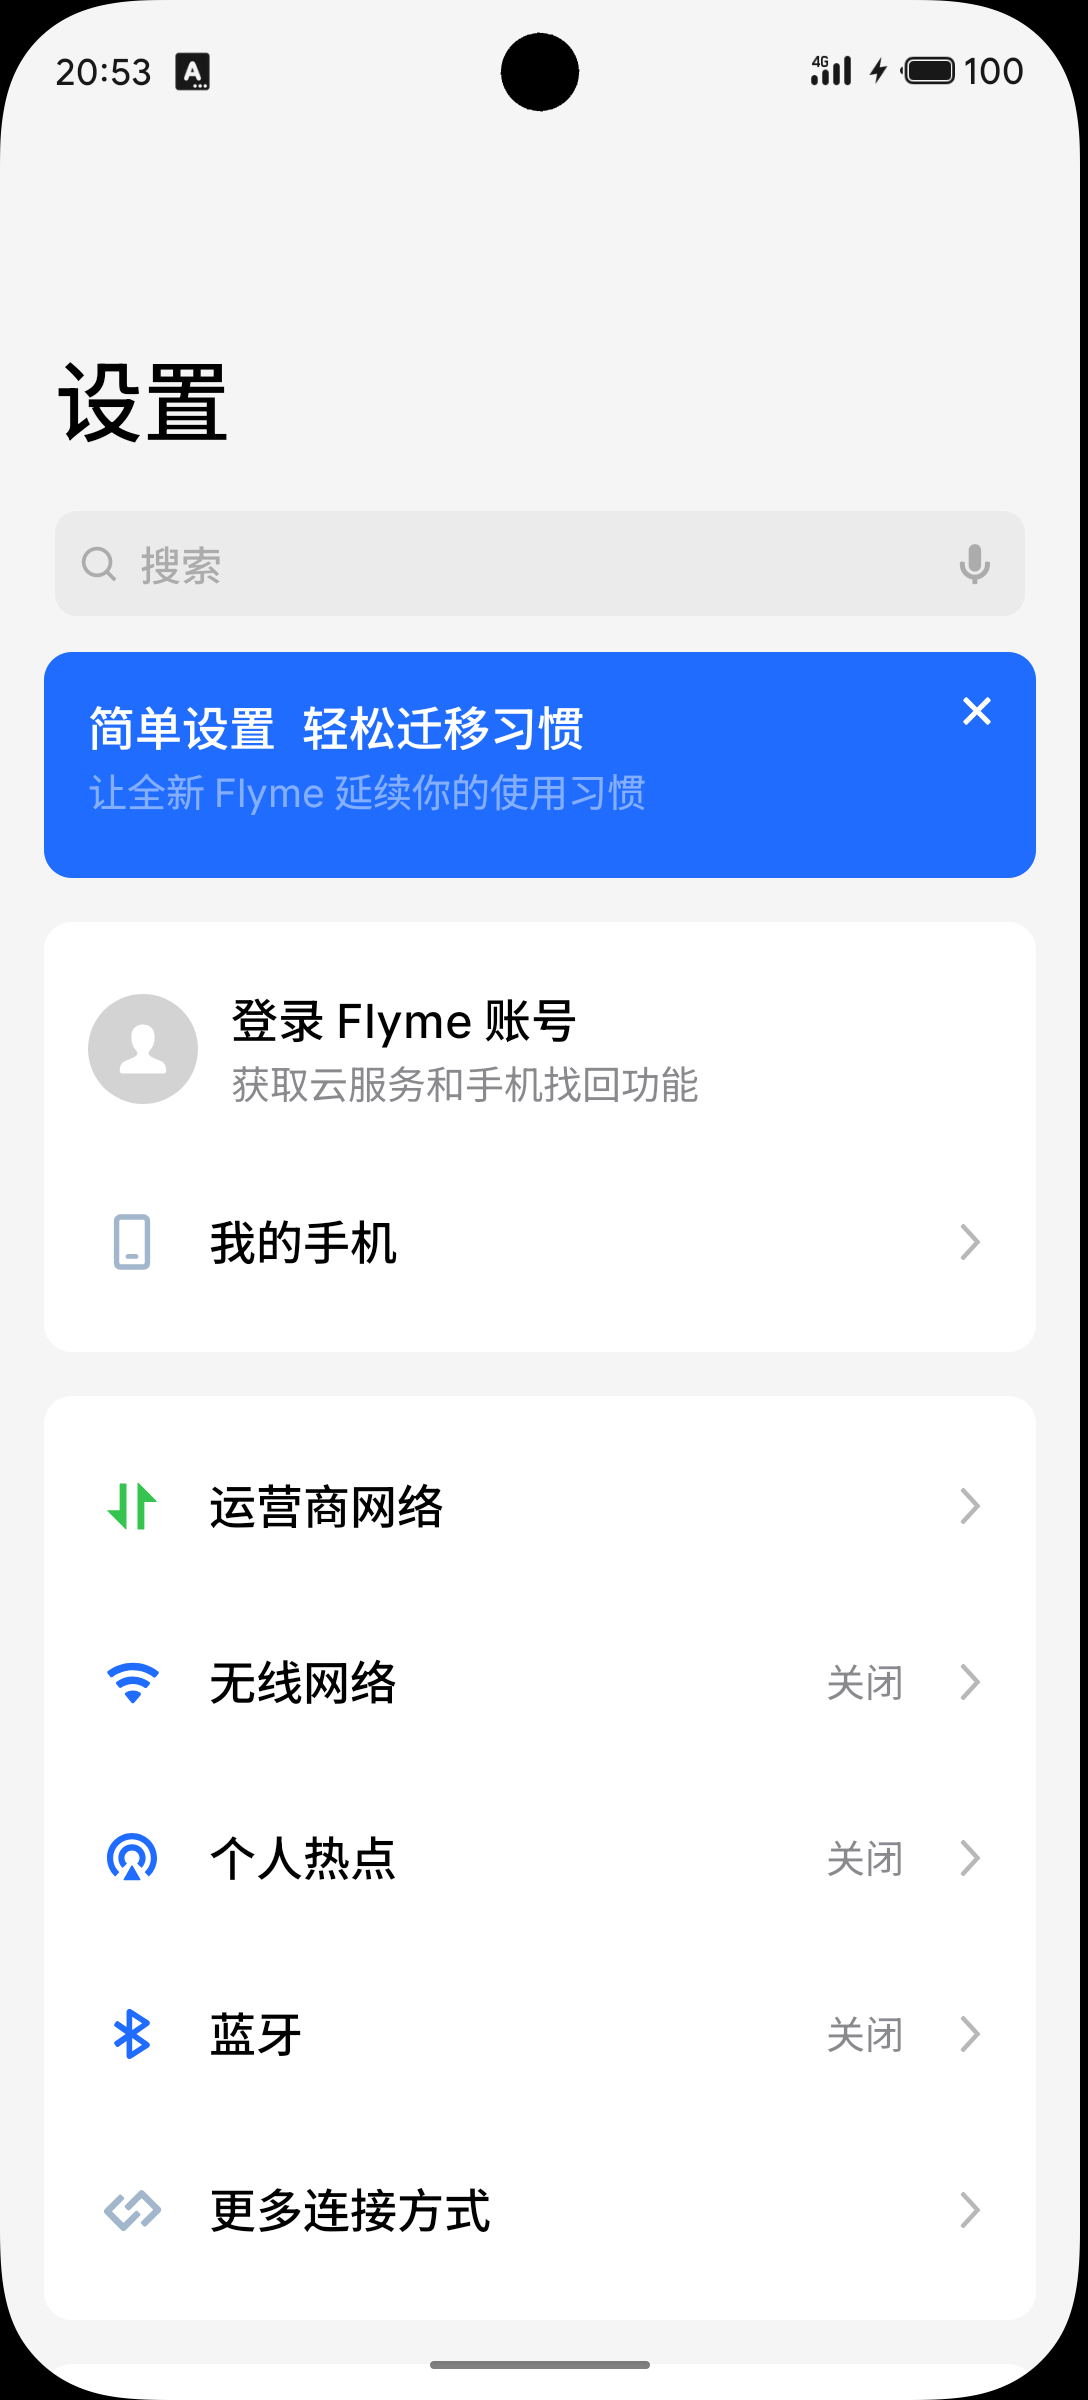 20:53 A 4G 100
设置
搜索
简单设置 轻松迁移习惯
让全新 Flyme 延续你的使用习惯
登录 Flyme 账号
获取云服务和手机找回功能
我的手机
运营商网络
无线网络 关闭
个人热点 关闭
蓝牙 关闭
更多连接方式